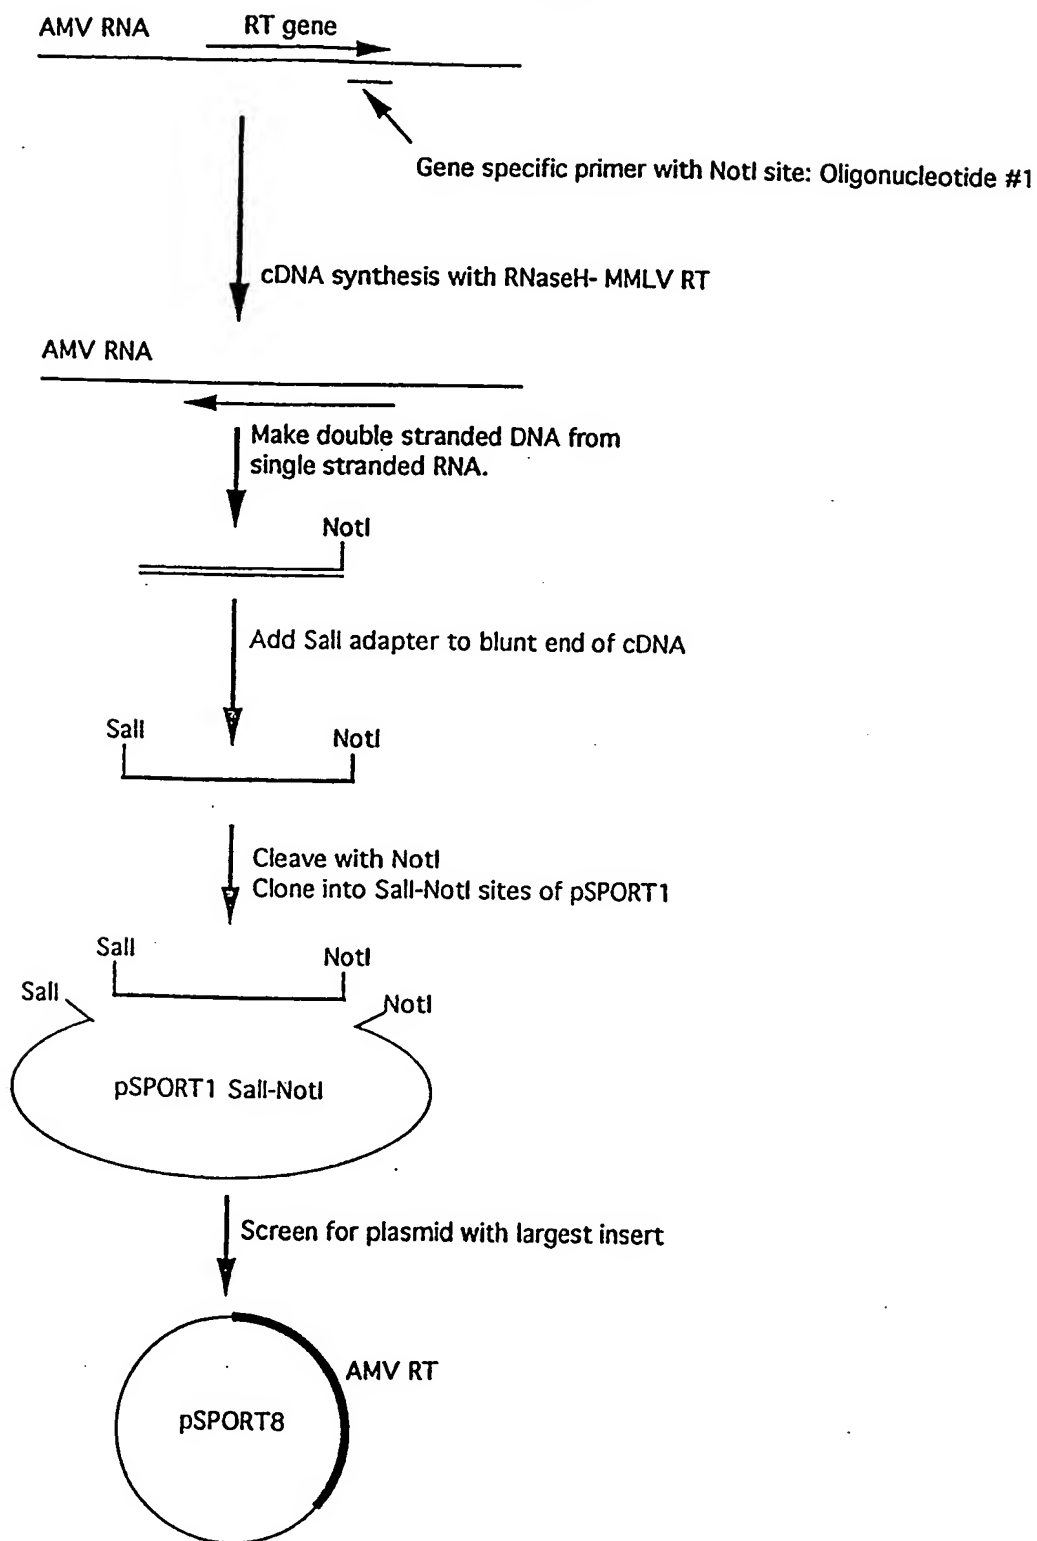 AMV RNA
RT gene
Gene specific primer with NotI site: Oligonucleotide #1
cDNA synthesis with RNaseH- MMLV RT
AMV RNA
Make double stranded DNA from
single stranded RNA.
NotI
Add SalI adapter to blunt end of cDNA
SalI
NotI
Cleave with NotI
Clone into SalI-NotI sites of pSPORT1
SalI
NotI
SalI
NotI
pSPORT1 SalI-NotI
Screen for plasmid with largest insert
AMV RT
pSPORT8